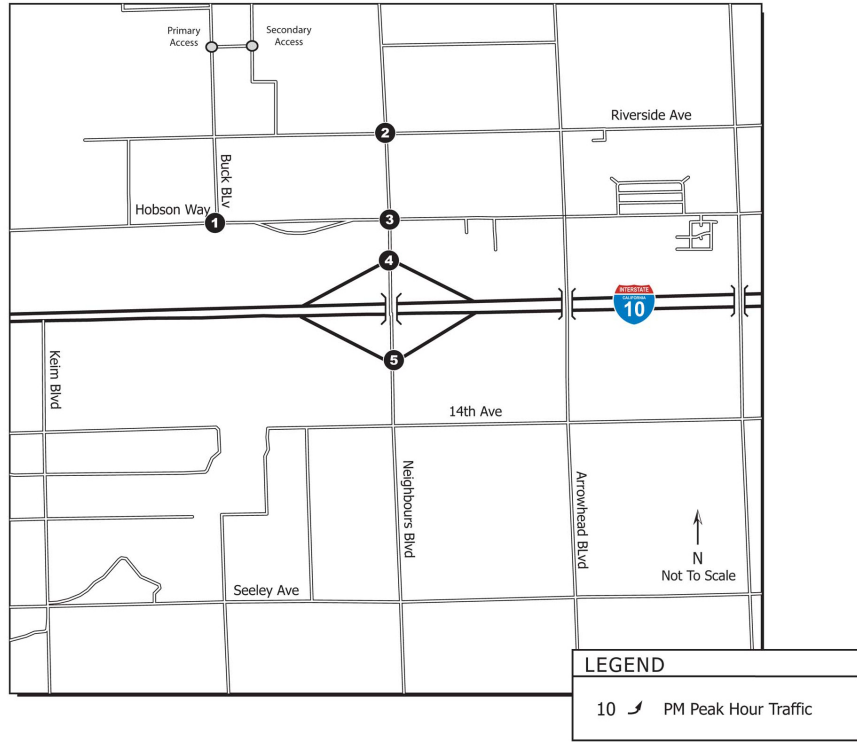 Primary
Access
Secondary
Access
Riverside Ave
2
Buck BLv
Hobson Way
1
3
4
INTERSTATE
CALIFORNIA
10
5
Keim Blvd
14th Ave
Neighbours Blvd
Arrowhead BLvd
N
Not To Scale
Seeley Ave
LEGEND
10 PM Peak Hour Traffic